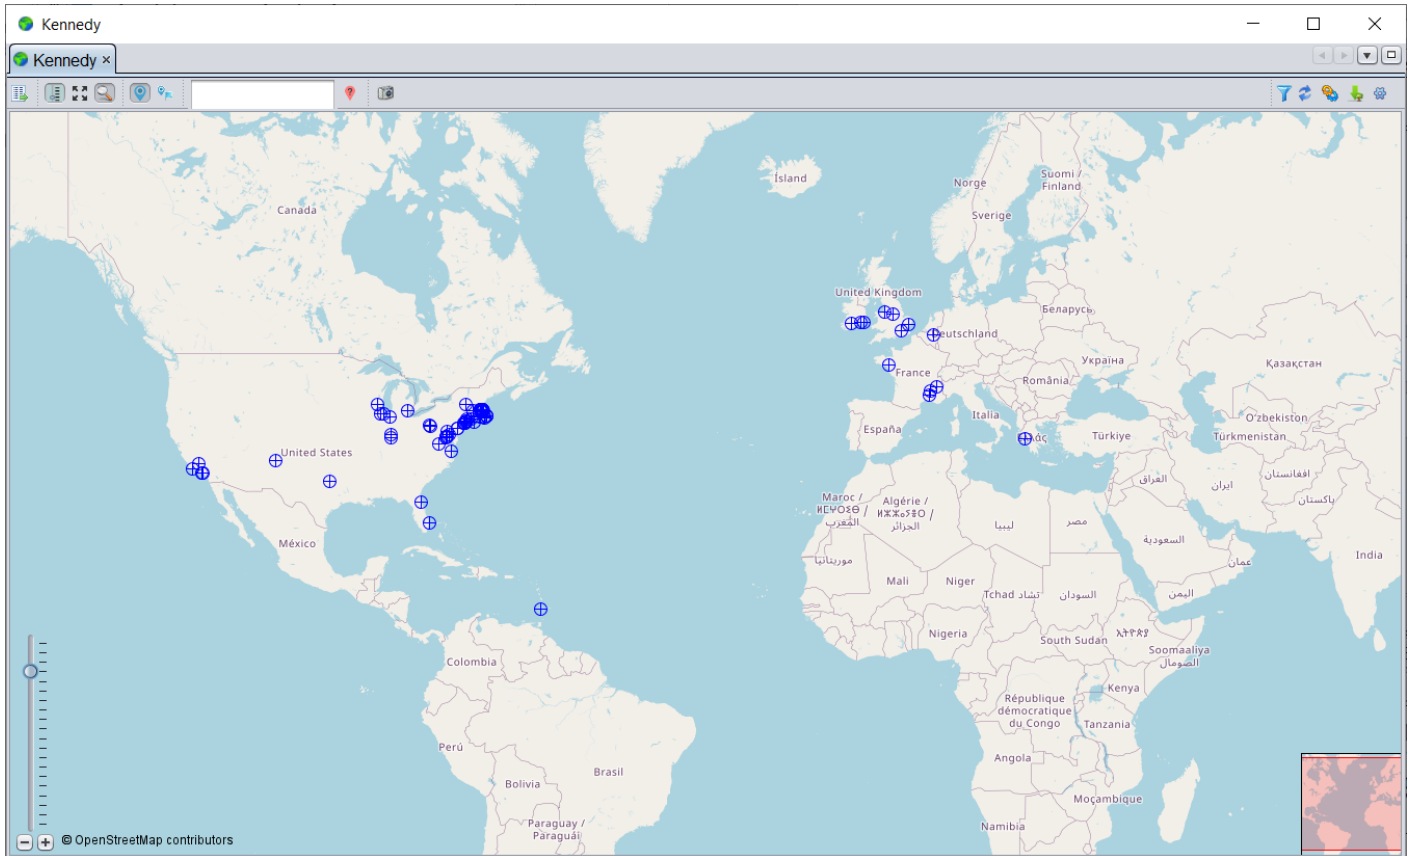 Kennedy
Kennedy
Ísland
Suomi /
Finland
Norge
Sverige
Canada
United Kingdom
Беларусь
Deutschland
Україна
Қазақстан
France
România
Italia
O'zbekiston
España
Türkiye
Türkmenistan
United States
افغانستان
العراق
ایران
پاکستان
Maroc /
ⵍⵎⵖⵔⵉⴱ /
المغرب
Algérie /
ⵍⵣⵣⴰⵢⴻⵔ /
الجزائر
ليبيا
مصر
السعودية
México
India
عمان
موريتانيا
Mali
Niger
Tchad تشاد
السودان
اليمن
Nigeria
South Sudan
ኢትዮጵያ
Soomaaliya
الصومال
Colombia
Kenya
République
démocratique
du Congo
Tanzania
Perú
Angola
Brasil
Bolivia
Moçambique
Paraguay /
Paraguái
Namibia
© OpenStreetMap contributors